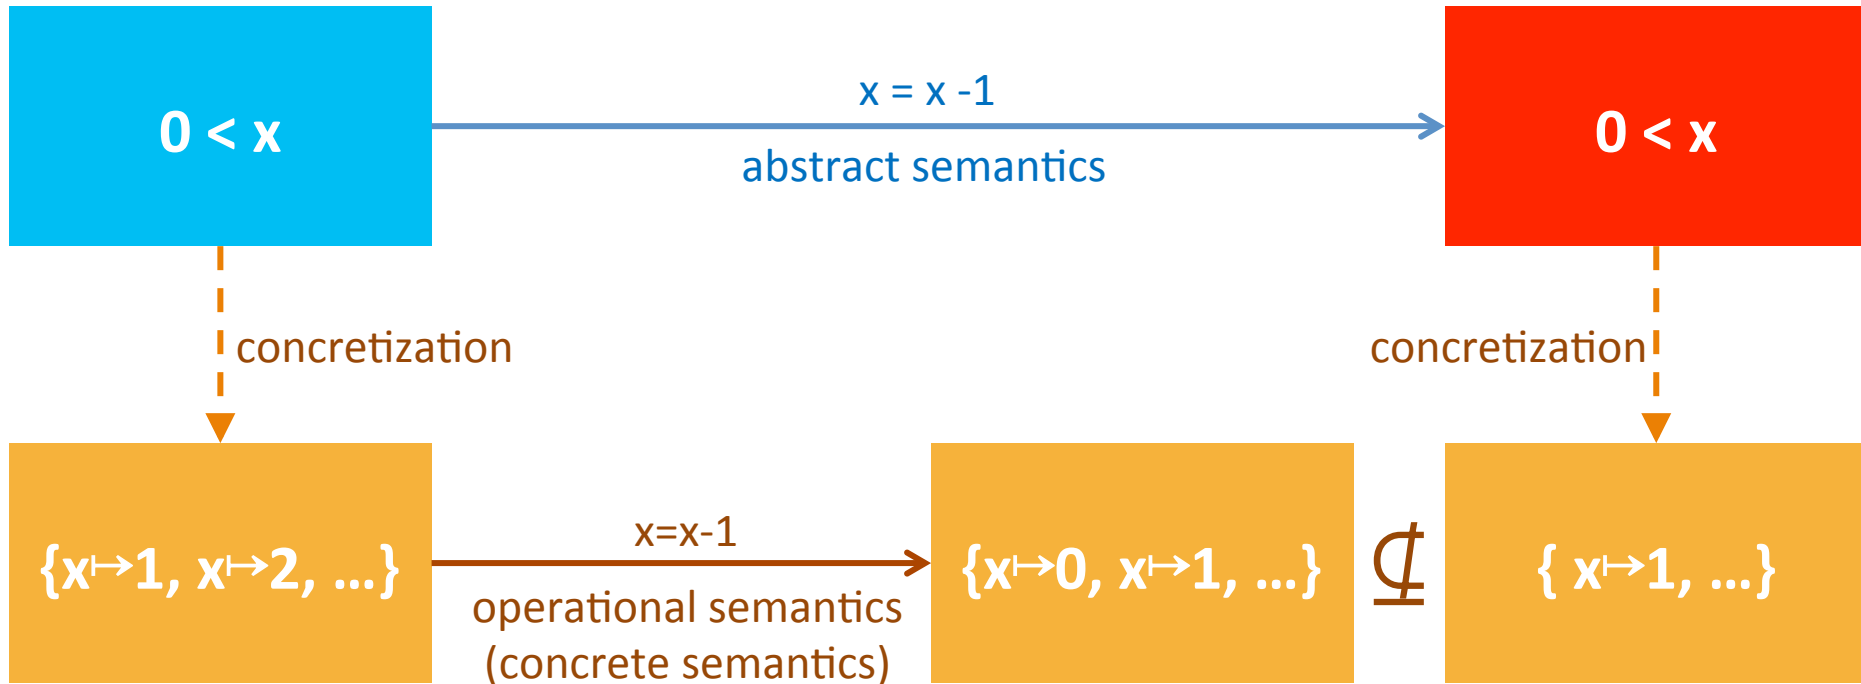 0 < x
x = x -1
abstract semantics
0 < x
concretization
concretization
{x↦1, x↦2, …}
x=x-1
operational semantics
(concrete semantics)
{x↦0, x↦1, …}
⊈
{ x↦1, …}